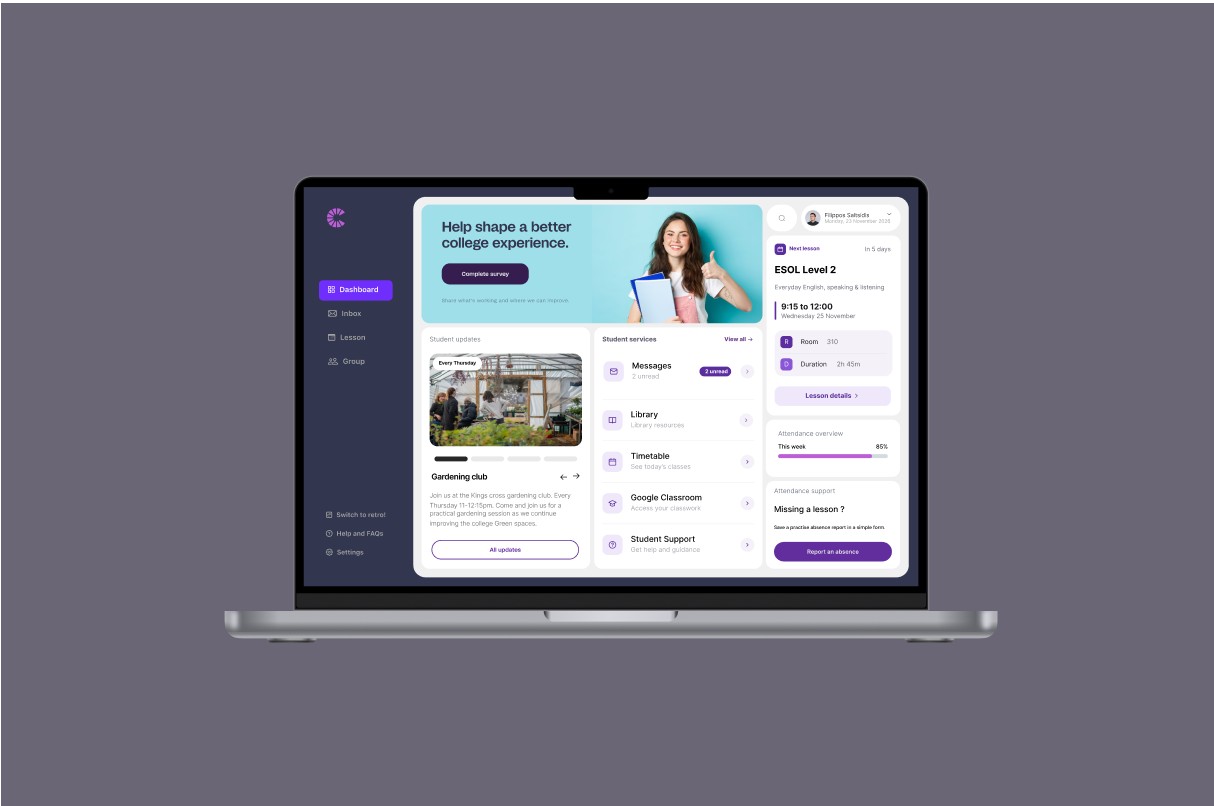 Help shape a better
college experience.
Complete survey
Share what's working and where we can improve.
Filippos Saitsidis
Monday, 23 November 2026
Dashboard
Inbox
Lesson
Group
Switch to retro!
Help and FAQs
Settings
Student updates
Every Thursday
Gardening club
Join us at the Kings cross gardening club. Every
Thursday 11-12:15pm. Come and join us for a
practical gardening session as we continue
improving the college Green spaces.
All updates
Student services
View all →
Messages
2 unread
2 unread
Library
Library resources
Timetable
See today's classes
Google Classroom
Access your classwork
Student Support
Get help and guidance
Next lesson
in 5 days
ESOL Level 2
Everyday English, speaking & listening
9:15 to 12:00
Wednesday 25 November
R Room 310
D Duration 2h 45m
Lesson details >
Attendance overview
This week 85%
Attendance support
Missing a lesson ?
Save a practise absence report in a simple form.
Report an absence